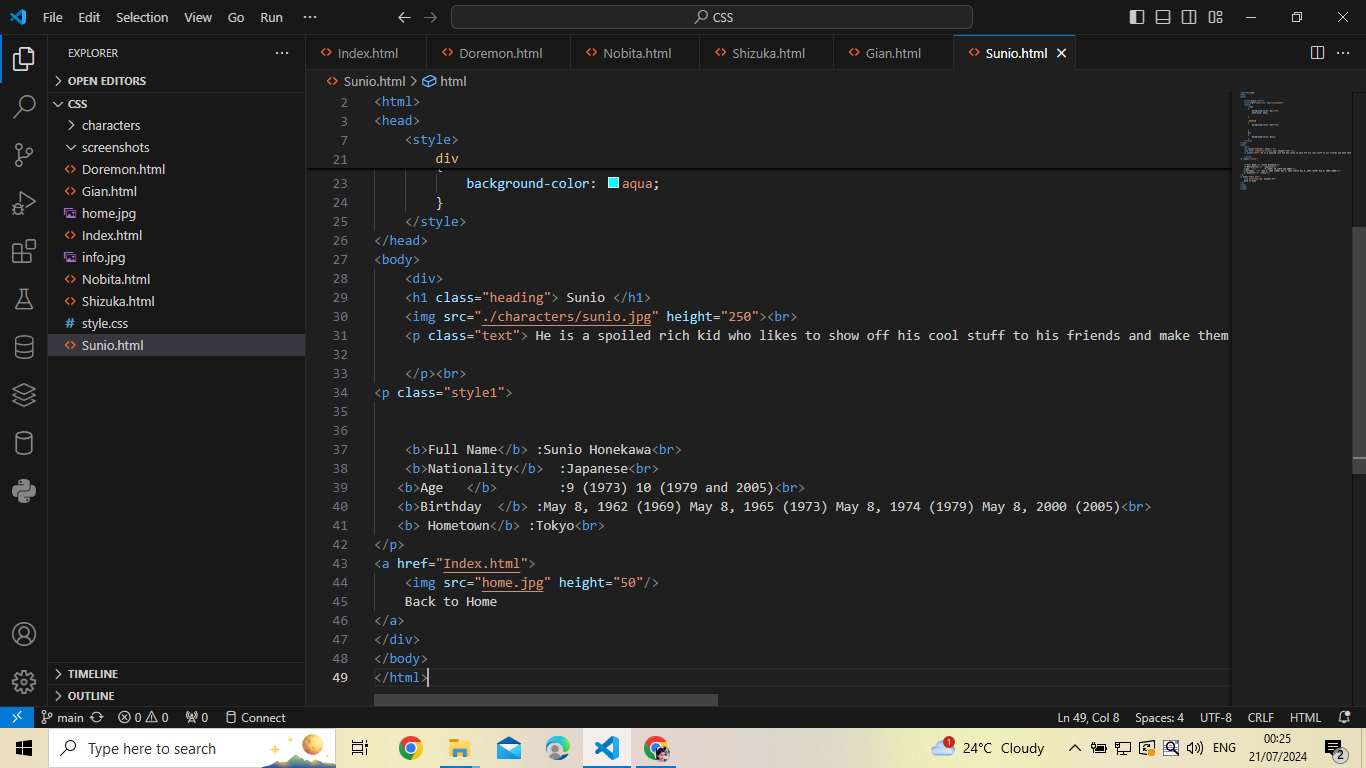 File Edit Selection View Go Run ··· CSS
EXPLORER ···
OPEN EDITORS
CSS
characters
screenshots
Doremon.html
Gian.html
home.jpg
Index.html
info.jpg
Nobita.html
Shizuka.html
# style.css
Sunio.html
TIMELINE
OUTLINE
Index.html Doremon.html Nobita.html Shizuka.html Gian.html Sunio.html
Sunio.html > html
2 <html>
3 <head>
7 <style>
21 div
23 background-color: aqua;
24 }
25 </style>
26 </head>
27 <body>
28 <div>
29 <h1 class="heading"> Sunio </h1>
30 <img src="./characters/sunio.jpg" height="250"><br>
31 <p class="text"> He is a spoiled rich kid who likes to show off his cool stuff to his friends and make them
32
33 </p><br>
34 <p class="style1">
35
36
37 <b>Full Name</b> :Sunio Honekawa<br>
38 <b>Nationality</b> :Japanese<br>
39 <b>Age </b> :9 (1973) 10 (1979 and 2005)<br>
40 <b>Birthday </b> :May 8, 1962 (1969) May 8, 1965 (1973) May 8, 1974 (1979) May 8, 2000 (2005)<br>
41 <b> Hometown</b> :Tokyo<br>
42 </p>
43 <a href="Index.html">
44 <img src="home.jpg" height="50"/>
45 Back to Home
46 </a>
47 </div>
48 </body>
49 </html>
main 0 0 0 Connect Ln 49, Col 8 Spaces: 4 UTF-8 CRLF HTML
Type here to search 1 24°C Cloudy ENG 00:25 2
21/07/2024